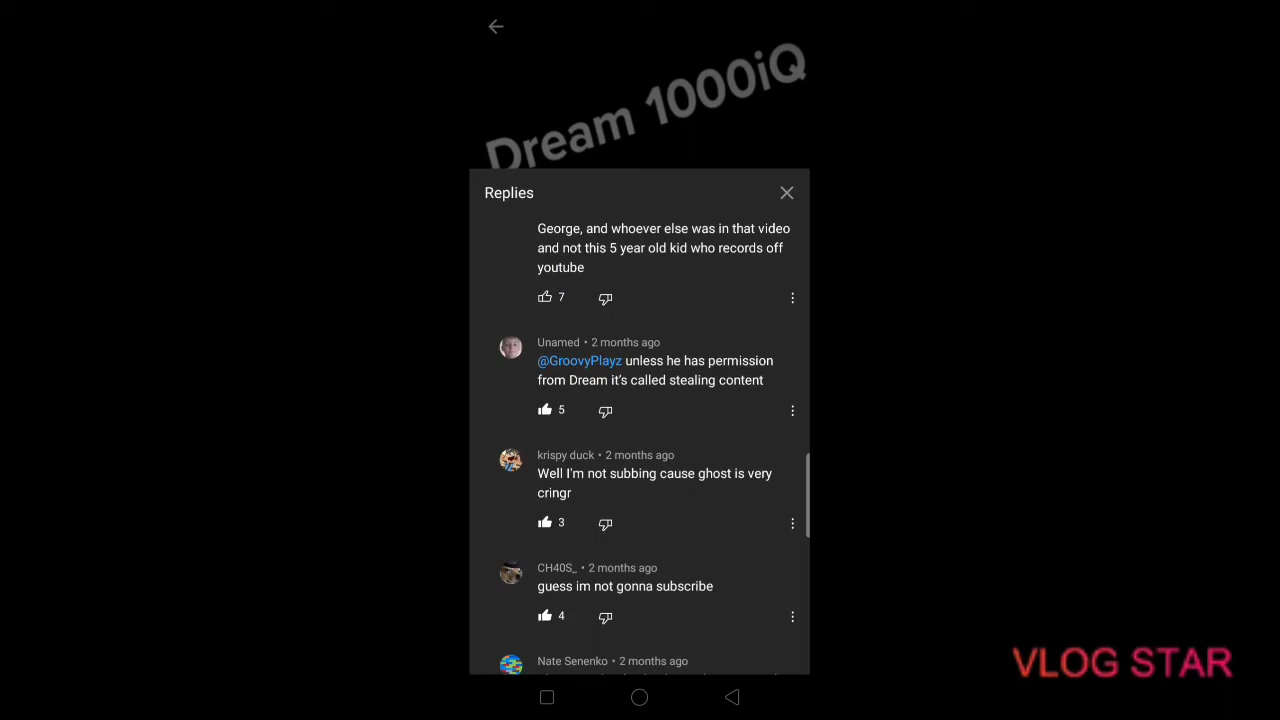 Dream 1000iQ
Replies
George, and whoever else was in that video
and not this 5 year old kid who records off
youtube
7
Unamed • 2 months ago
@GroovyPlayz unless he has permission
from Dream it's called stealing content
5
krispy duck • 2 months ago
Well I'm not subbing cause ghost is very
cringr
3
CH40S_ • 2 months ago
guess im not gonna subscribe
4
Nate Senenko • 2 months ago
VLOG STAR